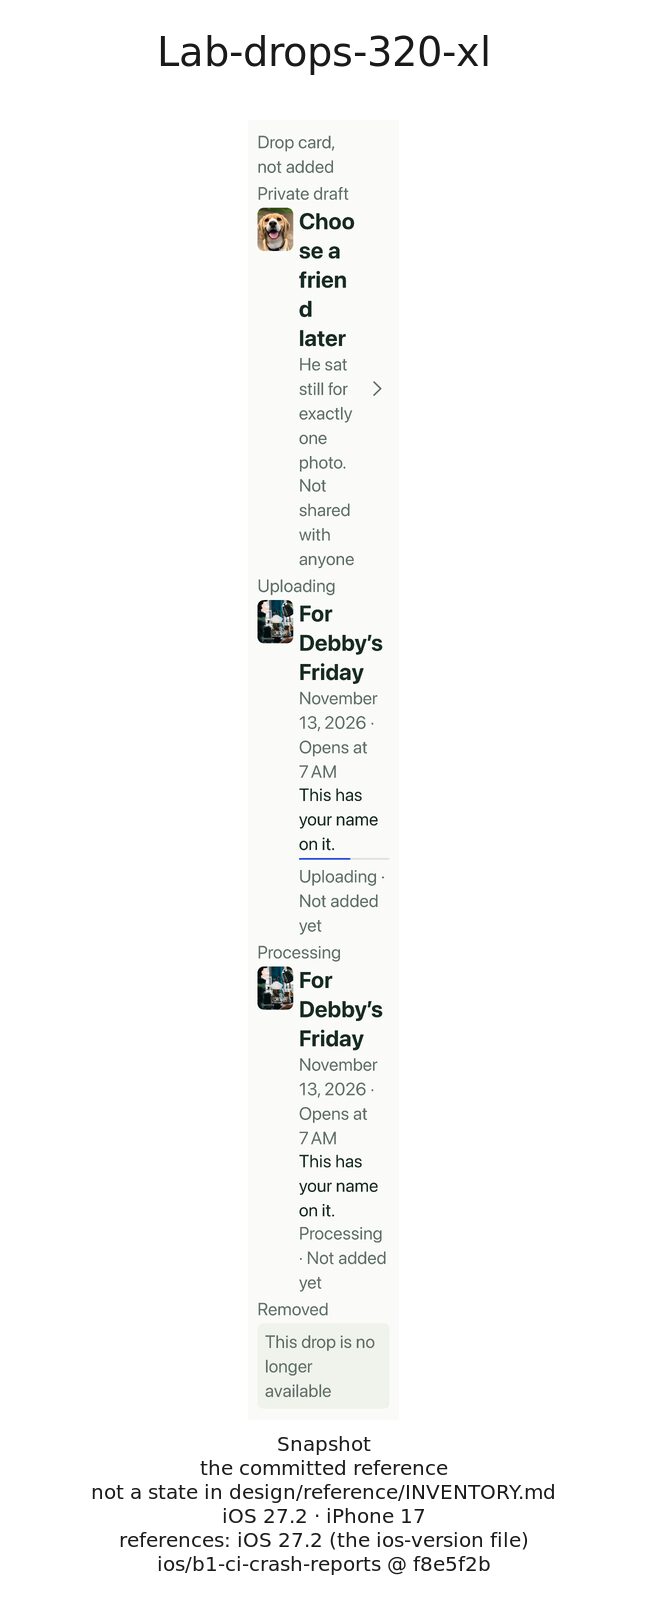 Lab-drops-320-xl
Drop card,
not added
Private draft
Choo
se a
frien
d
later
He sat
still for
exactly
one
photo.
Not
shared
with
anyone
Uploading
For
Debby’s
Friday
November
13, 2026 ·
Opens at
7 AM
This has
your name
on it.
Uploading ·
Not added
yet
Processing
For
Debby’s
Friday
November
13, 2026 ·
Opens at
7 AM
This has
your name
on it.
Processing
· Not added
yet
Removed
This drop is no
longer
available
Snapshot
the committed reference
not a state in design/reference/INVENTORY.md
iOS 27.2 · iPhone 17
references: iOS 27.2 (the ios-version file)
ios/b1-ci-crash-reports @ f8e5f2b